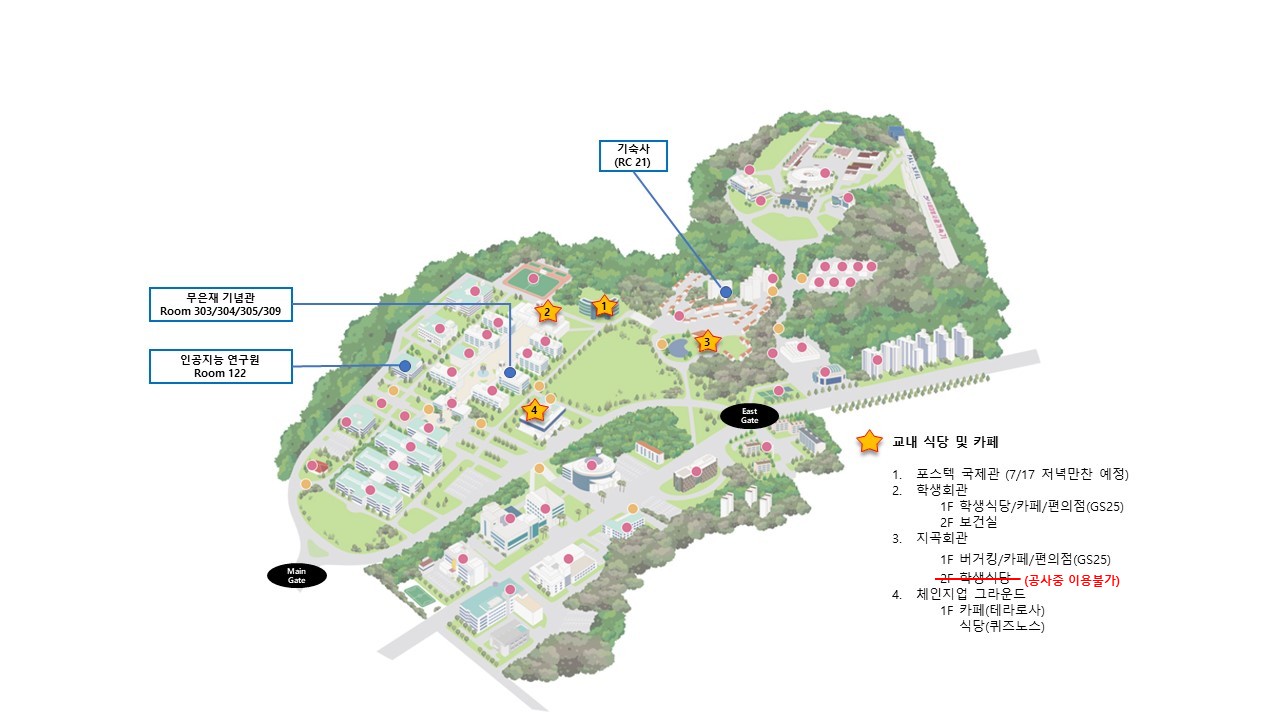 기숙사
(RC 21)
무은재 기념관
Room 303/304/305/309
인공지능 연구원
Room 122
1
2
3
4
East
Gate
Main
Gate
교내 식당 및 카페
1. 포스텍 국제관 (7/17 저녁만찬 예정)
2. 학생회관
1F 학생식당/카페/편의점(GS25)
2F 보건실
3. 지곡회관
1F 버거킹/카페/편의점(GS25)
2F 학생식당 (공사중 이용불가)
4. 체인지업 그라운드
1F 카페(테라로사)
식당(퀴즈노스)